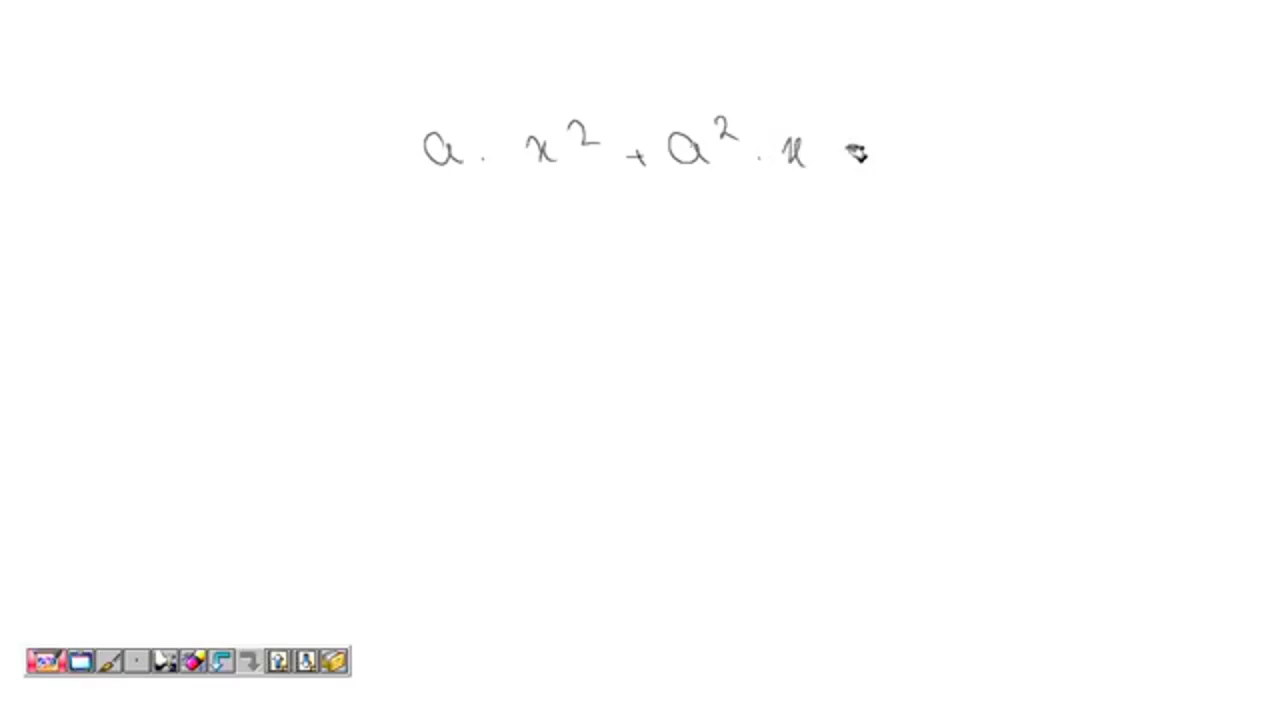 a . x² + a² . x